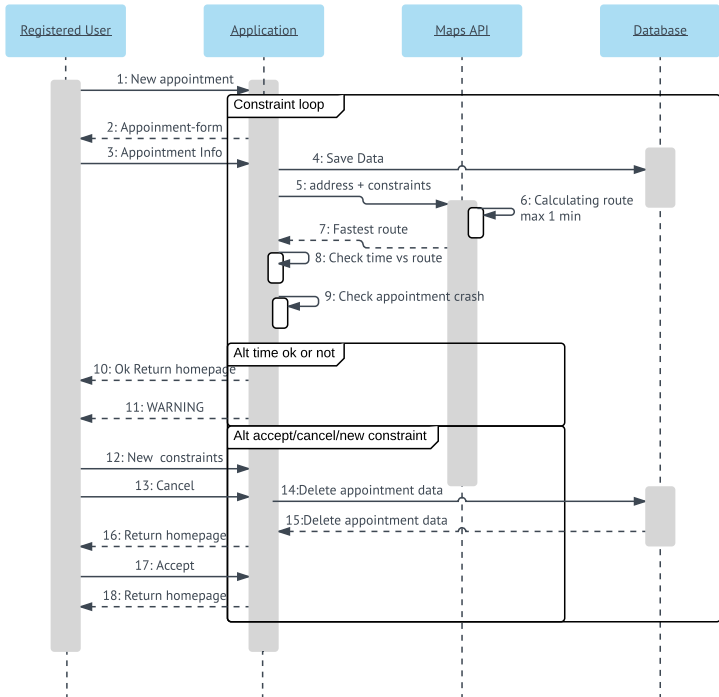 Registered User
Application
Maps API
Database
1: New appointment
Constraint loop
2: Appoinment-form
3: Appointment Info
4: Save Data
5: address + constraints
6: Calculating route
max 1 min
7: Fastest route
8: Check time vs route
9: Check appointment crash
Alt time ok or not
10: Ok Return homepage
11: WARNING
Alt accept/cancel/new constraint
12: New  constraints
13: Cancel
14:Delete appointment data
15:Delete appointment data
16: Return homepage
17: Accept
18: Return homepage